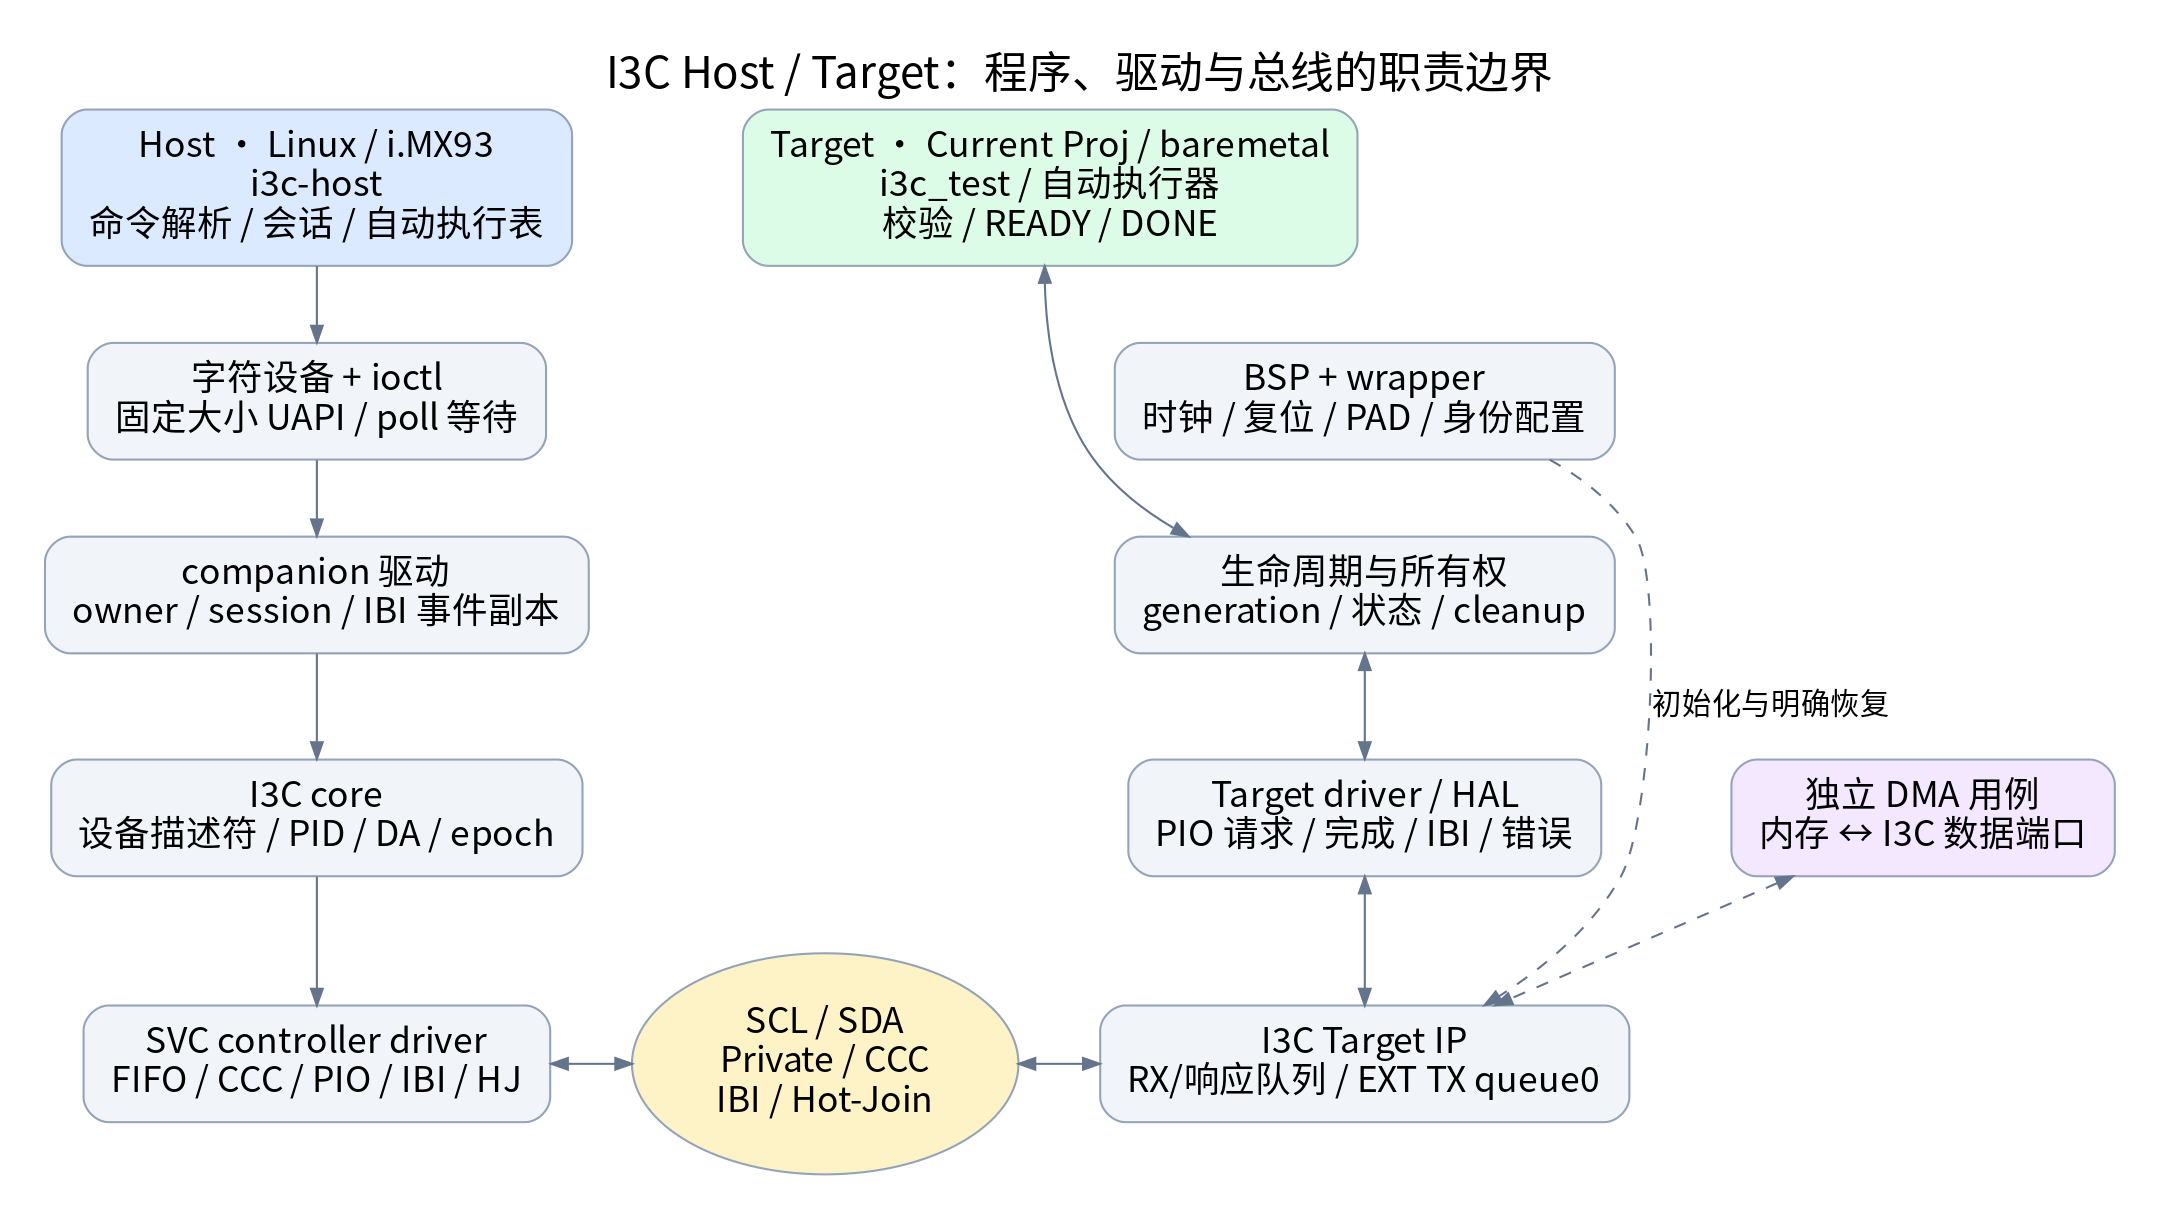 I3C Host / Target：程序、驱动与总线的职责边界
Host · Linux / i.MX93
i3c-host
命令解析 / 会话 / 自动执行表
Target · Current Proj / baremetal
i3c_test / 自动执行器
校验 / READY / DONE
字符设备 + ioctl
固定大小 UAPI / poll 等待
BSP + wrapper
时钟 / 复位 / PAD / 身份配置
companion 驱动
owner / session / IBI 事件副本
生命周期与所有权
generation / 状态 / cleanup
初始化与明确恢复
I3C core
设备描述符 / PID / DA / epoch
Target driver / HAL
PIO 请求 / 完成 / IBI / 错误
独立 DMA 用例
内存 ↔ I3C 数据端口
SVC controller driver
FIFO / CCC / PIO / IBI / HJ
SCL / SDA
Private / CCC
IBI / Hot-Join
I3C Target IP
RX/响应队列 / EXT TX queue0